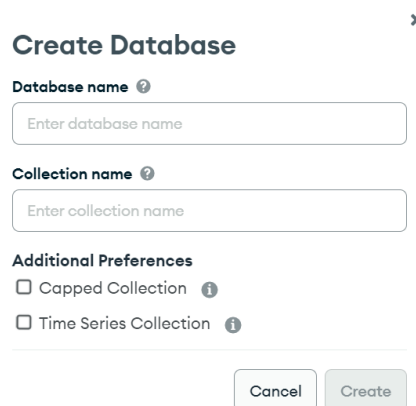 Create Database
Database name
Enter database name
Collection name
Enter collection name
Additional Preferences
Capped Collection
Time Series Collection
Cancel Create